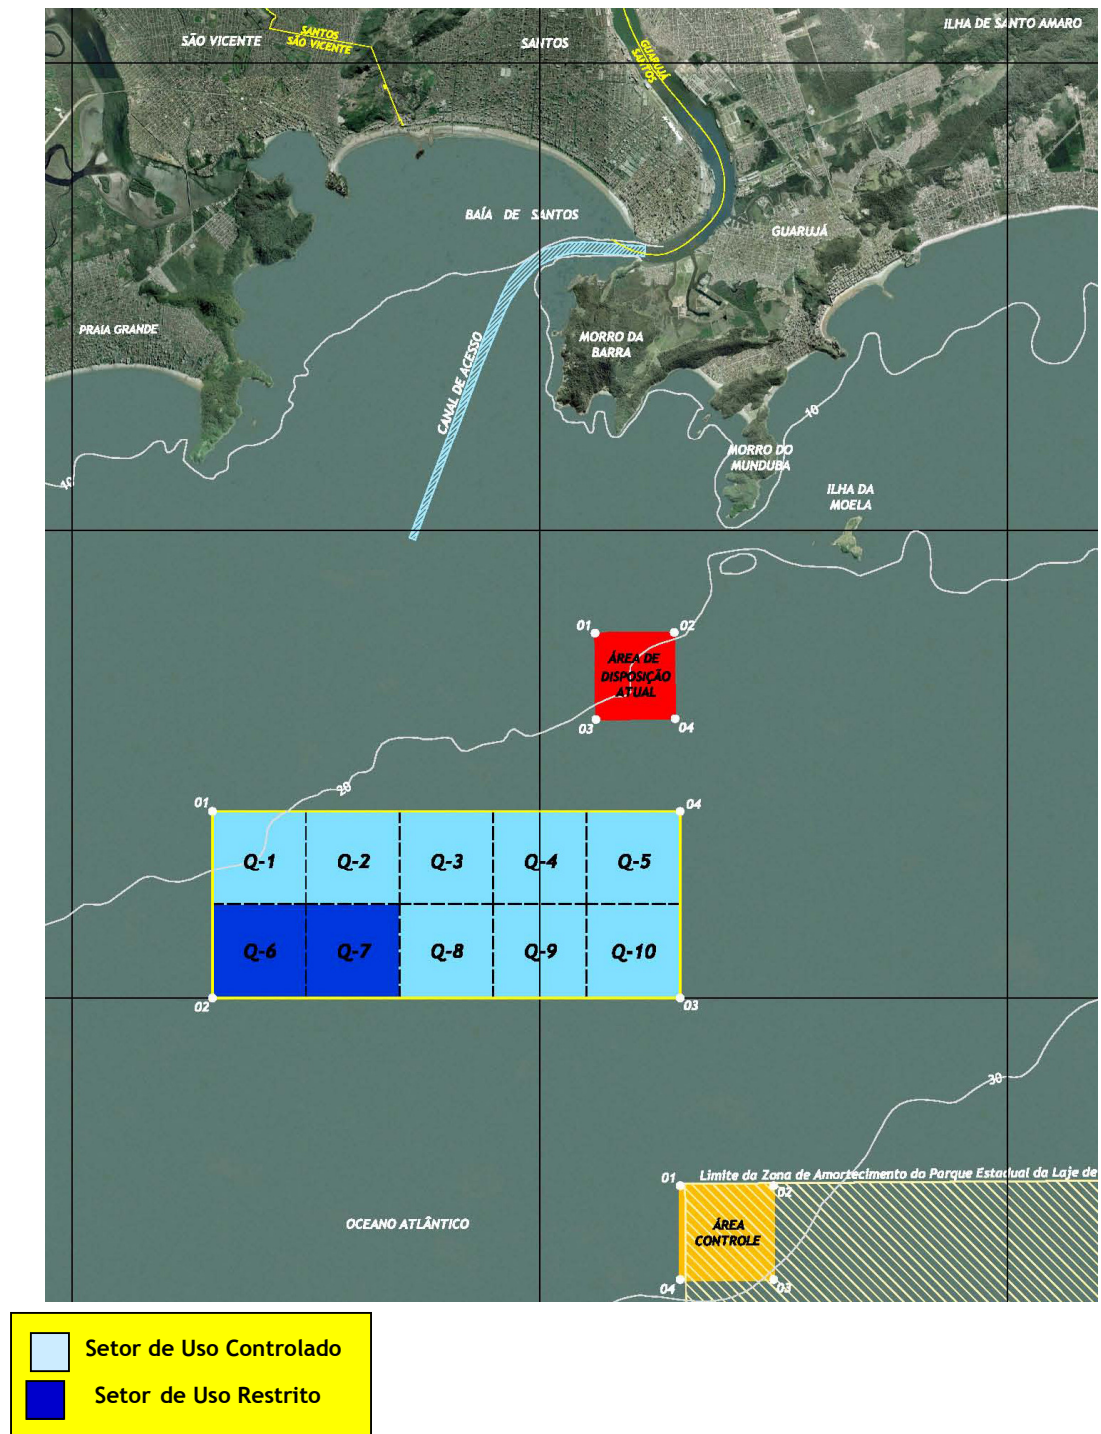 ILHA DE SANTO AMARO
SÃO VICENTE
SANTOS
SÃO VICENTE
SANTOS
GUARUJÁ
SANTOS
BAÍA DE SANTOS
GUARUJÁ
PRAIA GRANDE
MORRO DA
BARRA
CANAL DE ACESSO
10
MORRO DO
MUNDUBA
10
ILHA DA
MOELA
01
02
ÁREA DE
DISPOSIÇÃO
ATUAL
03
04
20
01
04
Q-1
Q-2
Q-3
Q-4
Q-5
Q-6
Q-7
Q-8
Q-9
Q-10
02
03
30
01
Limite da Zona de Amortecimento do Parque Estadual da Laje de
02
OCEANO ATLÂNTICO
ÁREA
CONTROLE
04
03
Setor de Uso Controlado
Setor de Uso Restrito